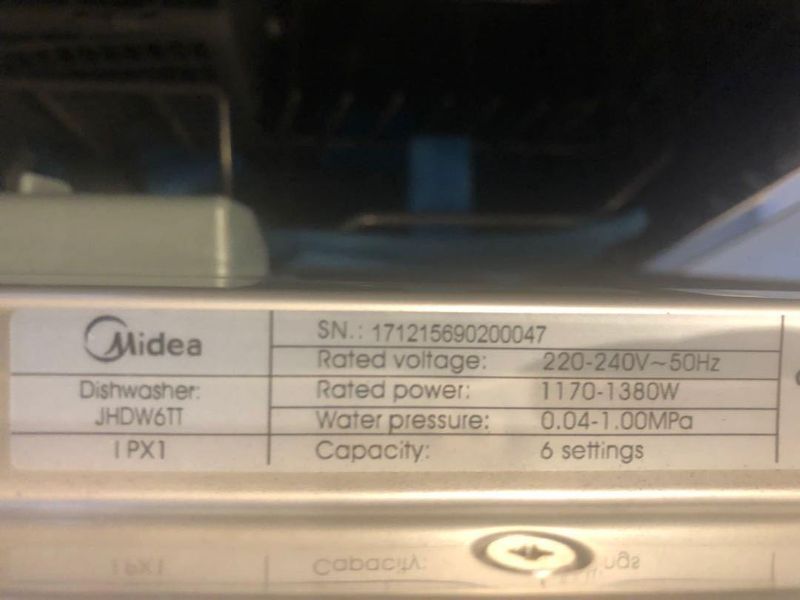 Midea
Dishwasher:
JHDW6TT
IPX1
SN.: 171215690200047
Rated voltage: 220-240V~50Hz
Rated power: 1170-1380W
Water pressure: 0.04-1.00MPa
Capacity: 6 settings